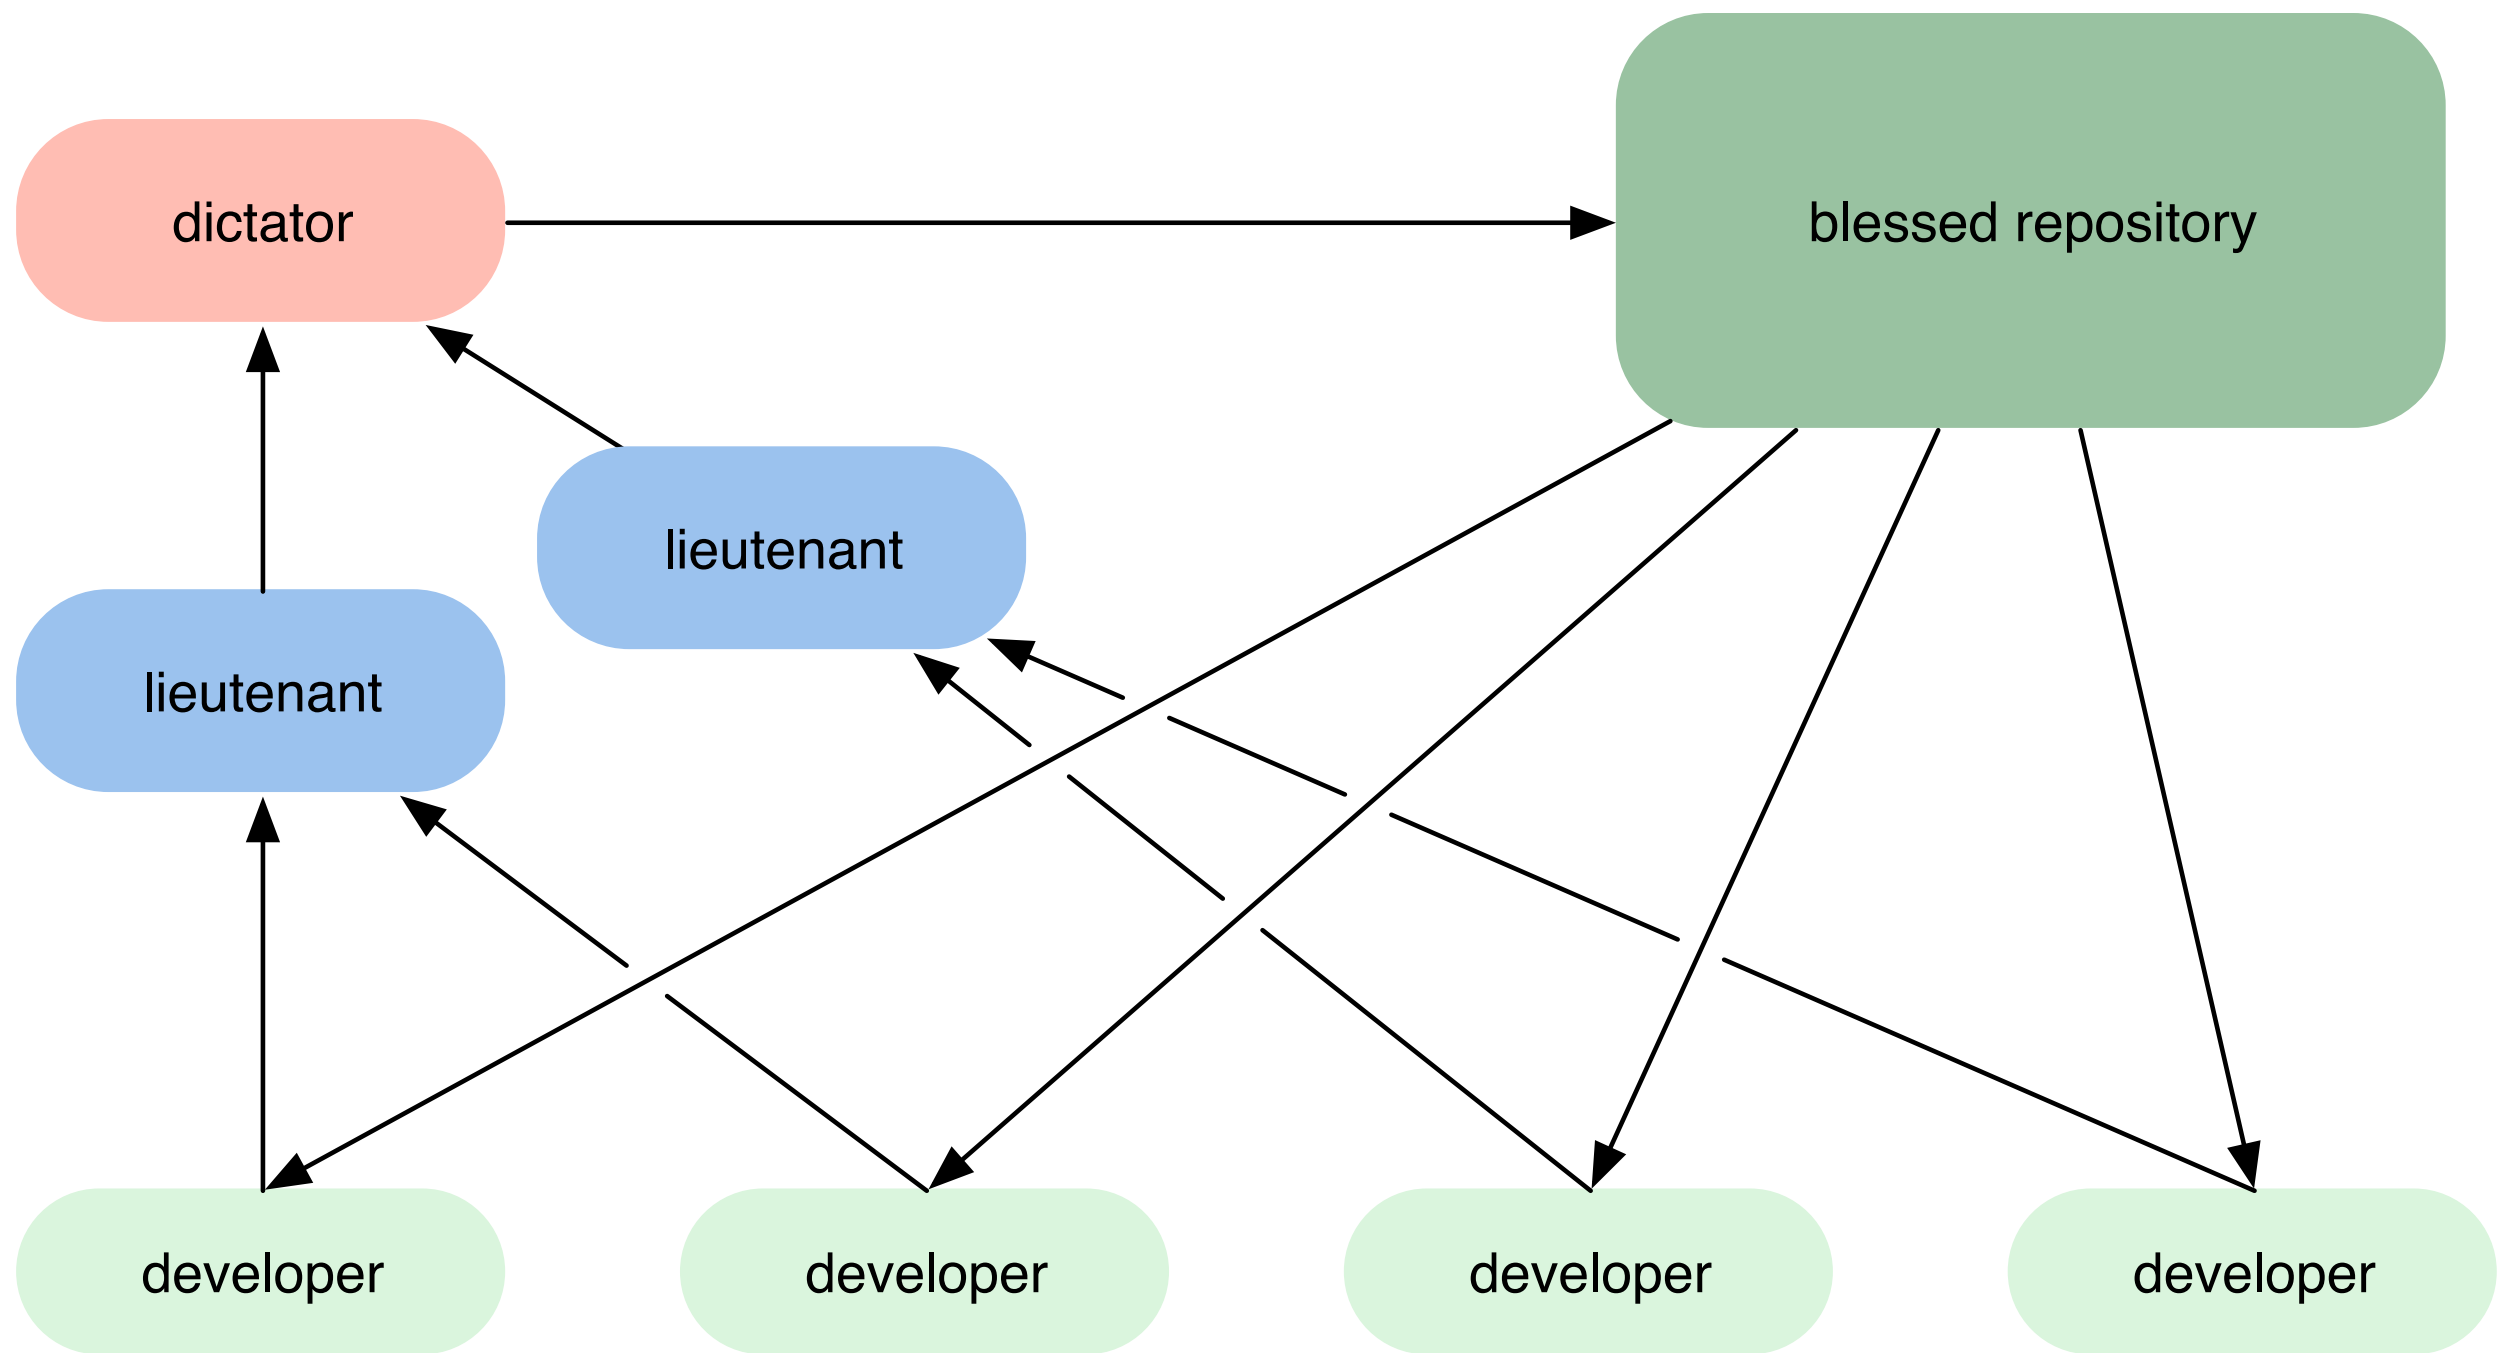 dictator
blessed repository
lieutenant
lieutenant
developer
developer
developer
developer